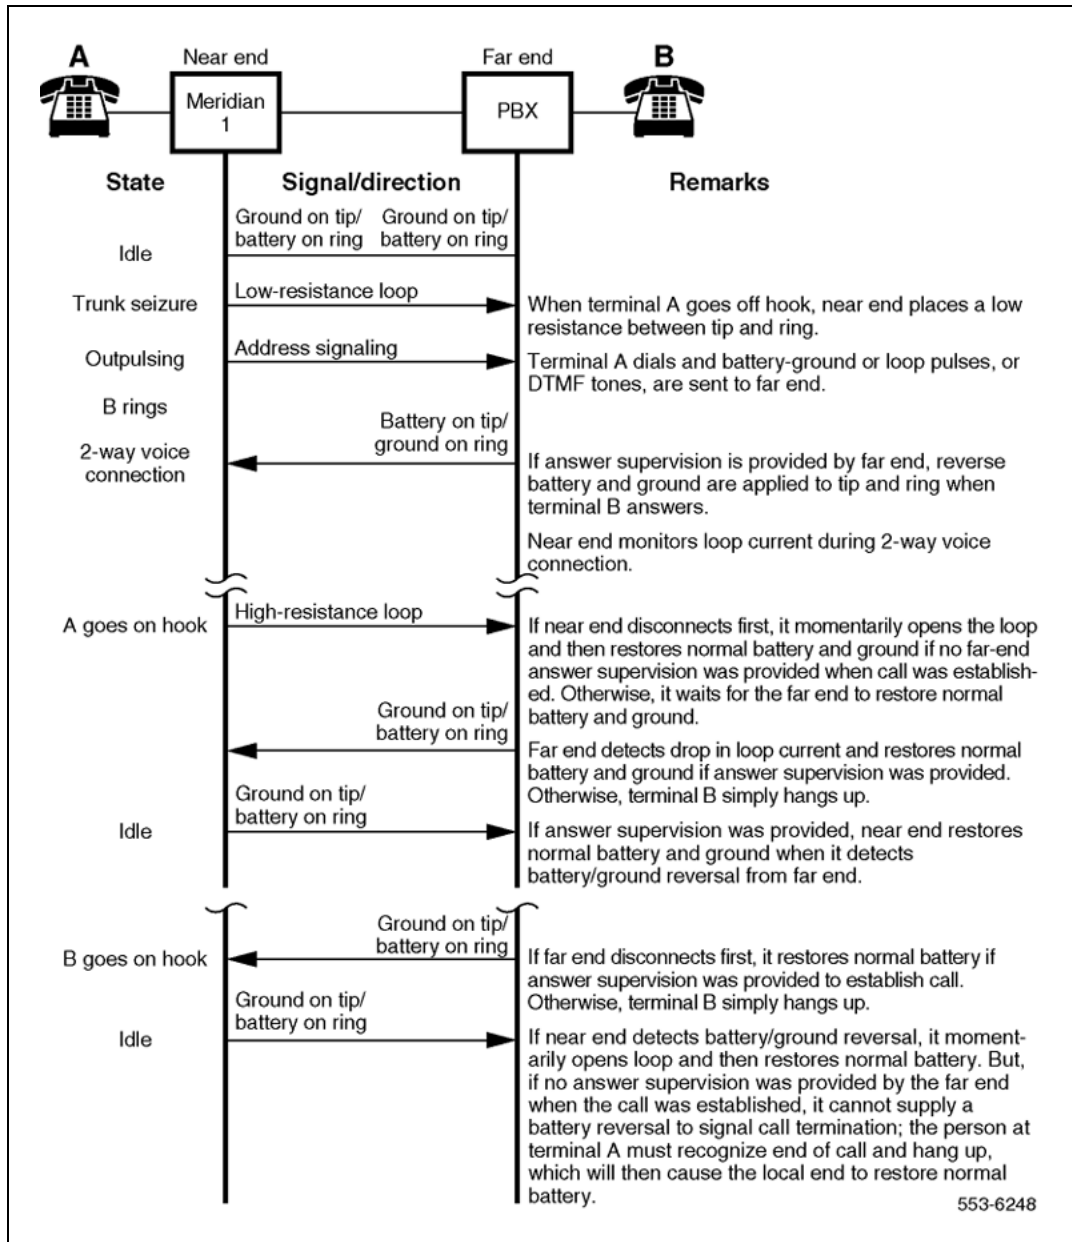 A
Near end
Far end
B
Meridian
1
PBX
State
Signal/direction
Remarks
Ground on tip/
battery on ring
Ground on tip/
battery on ring
Idle
Trunk seizure
Low-resistance loop
When terminal A goes off hook, near end places a low
resistance between tip and ring.
Outpulsing
Address signaling
Terminal A dials and battery-ground or loop pulses, or
DTMF tones, are sent to far end.
B rings
Battery on tip/
ground on ring
2-way voice
connection
If answer supervision is provided by far end, reverse
battery and ground are applied to tip and ring when
terminal B answers.
Near end monitors loop current during 2-way voice
connection.
A goes on hook
High-resistance loop
If near end disconnects first, it momentarily opens the loop
and then restores normal battery and ground if no far-end
answer supervision was provided when call was establish-
ed. Otherwise, it waits for the far end to restore normal
battery and ground.
Ground on tip/
battery on ring
Far end detects drop in loop current and restores normal
battery and ground if answer supervision was provided.
Otherwise, terminal B simply hangs up.
Ground on tip/
battery on ring
Idle
If answer supervision was provided, near end restores
normal battery and ground when it detects
battery/ground reversal from far end.
Ground on tip/
battery on ring
B goes on hook
If far end disconnects first, it restores normal battery if
answer supervision was provided to establish call.
Otherwise, terminal B simply hangs up.
Ground on tip/
battery on ring
Idle
If near end detects battery/ground reversal, it moment-
arily opens loop and then restores normal battery. But,
if no answer supervision was provided by the far end
when the call was established, it cannot supply a
battery reversal to signal call termination; the person at
terminal A must recognize end of call and hang up,
which will then cause the local end to restore normal
battery.
553-6248